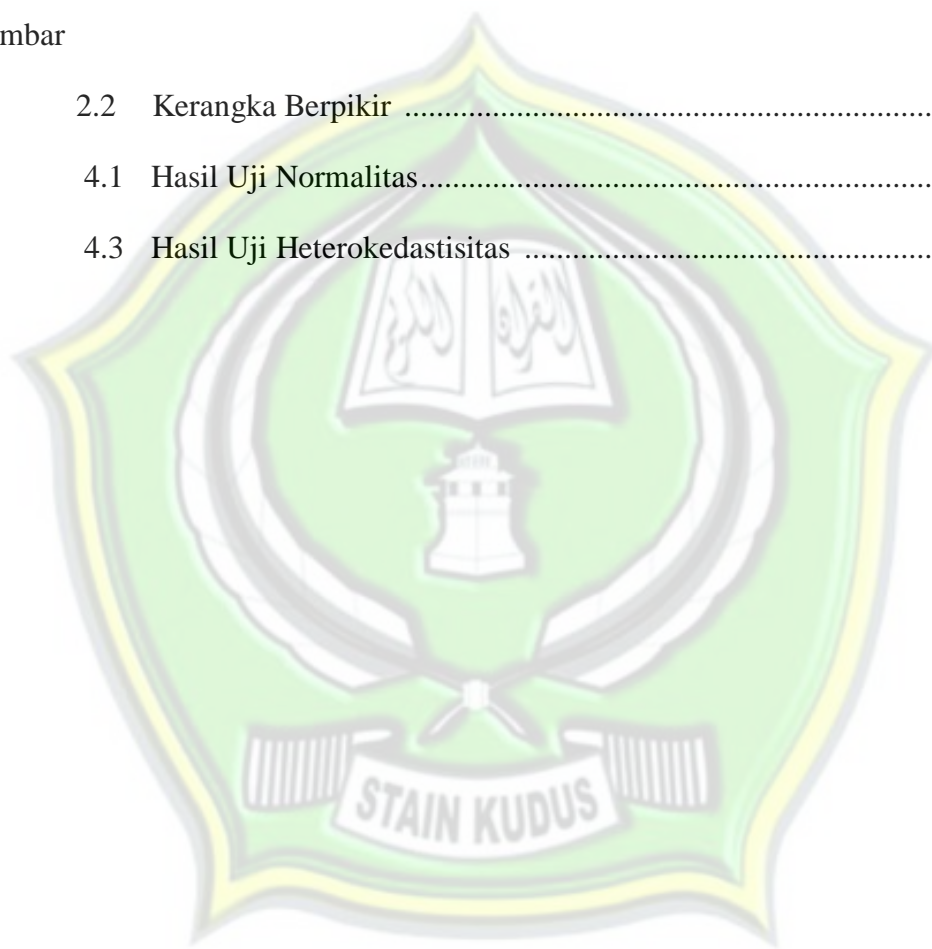 mbar
2.2 Kerangka Berpikir ................................................................................
4.1 Hasil Uji Normalitas..............................................................................
4.3 Hasil Uji Heterokedastisitas ..............................................................
STAIN KUDUS